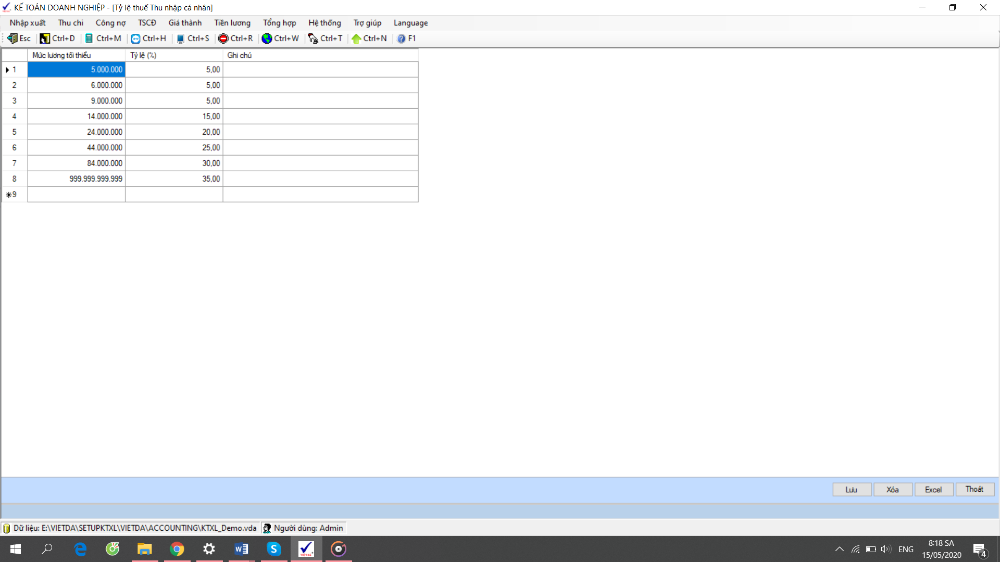 KẾ TOÁN DOANH NGHIỆP - [Tỷ lệ thuế Thu nhập cá nhân]
Nhập xuất Thu chi Công nợ TSCĐ Giá thành Tiền lương Tổng hợp Hệ thống Trợ giúp Language
Esc Ctrl+D Ctrl+M Ctrl+H Ctrl+S Ctrl+R Ctrl+W Ctrl+T Ctrl+N F1
Mức lương tối thiểu Tỷ lệ (%) Ghi chú
1 5.000.000 5,00
2 6.000.000 5,00
3 9.000.000 5,00
4 14.000.000 15,00
5 24.000.000 20,00
6 44.000.000 25,00
7 84.000.000 30,00
8 999.999.999.999 35,00
9
Lưu Xóa Excel Thoát
Dữ liệu: E:\VIETDA\SETUPKTXL\VIETDA\ACCOUNTING\KTXL_Demo.vda Người dùng: Admin
ENG
8:18 SA
15/05/2020
4